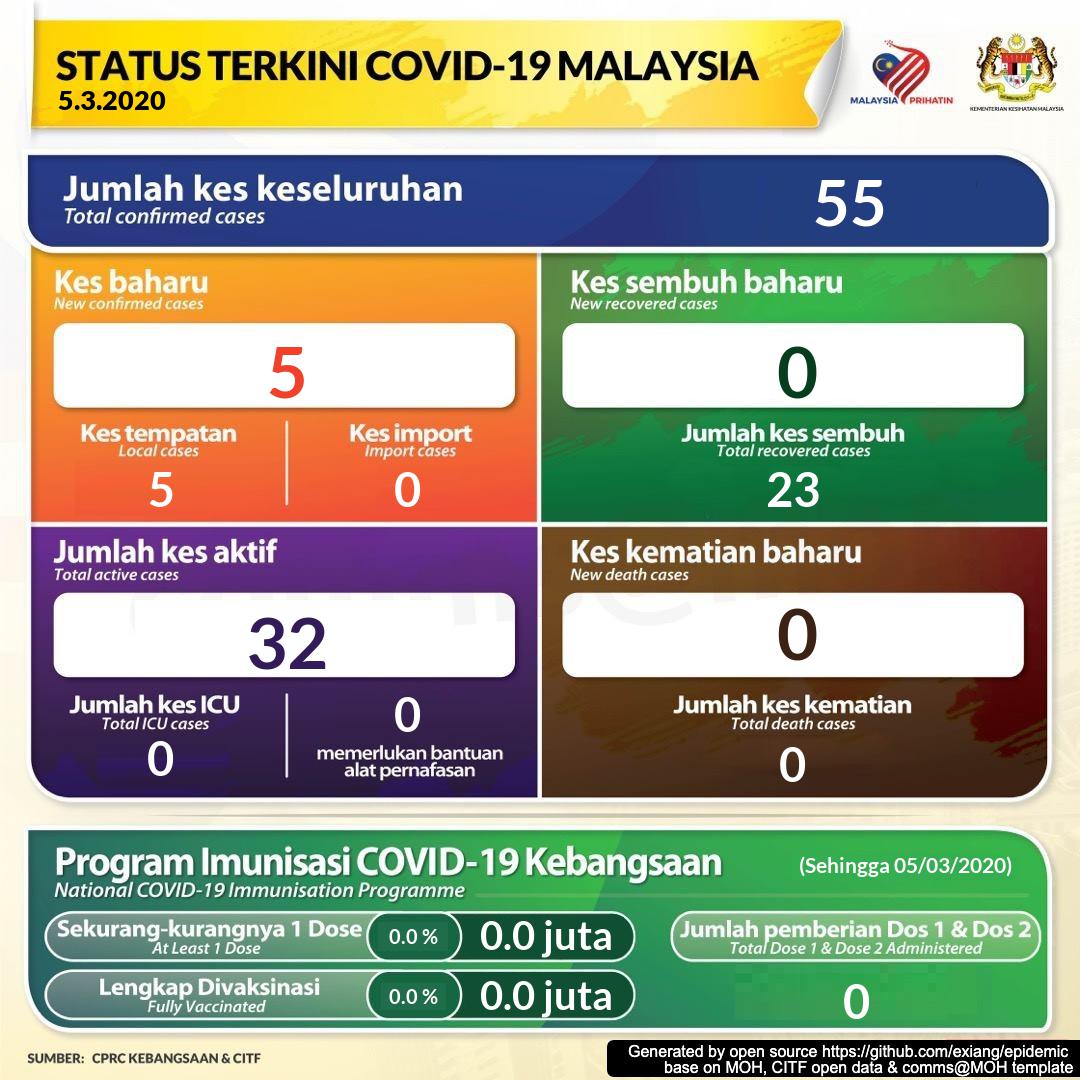 STATUS TERKINI COVID-19 MALAYSIA
5.3.2020
MALAYSIA PRIHATIN
KEMENTERIAN KESIHATAN MALAYSIA
Jumlah kes keseluruhan
Total confirmed cases
55
Kes baharu
New confirmed cases
5
Kes tempatan
Local cases
5
Kes import
Import cases
0
Kes sembuh baharu
New recovered cases
0
Jumlah kes sembuh
Total recovered cases
23
Jumlah kes aktif
Total active cases
32
Jumlah kes ICU
Total ICU cases
0
0
memerlukan bantuan
alat pernafasan
Kes kematian baharu
New death cases
0
Jumlah kes kematian
Total death cases
0
Program Imunisasi COVID-19 Kebangsaan
National COVID-19 Immunisation Programme
(Sehingga 05/03/2020)
Sekurang-kurangnya 1 Dose
At Least 1 Dose
0.0 %
0.0 juta
Lengkap Divaksinasi
Fully Vaccinated
0.0 %
0.0 juta
Jumlah pemberian Dos 1 & Dos 2
Total Dose 1 & Dose 2 Administered
0
SUMBER: CPRC KEBANGSAAN & CITF
Generated by open source https://github.com/exiang/epidemic
base on MOH, CITF open data & comms@MOH template